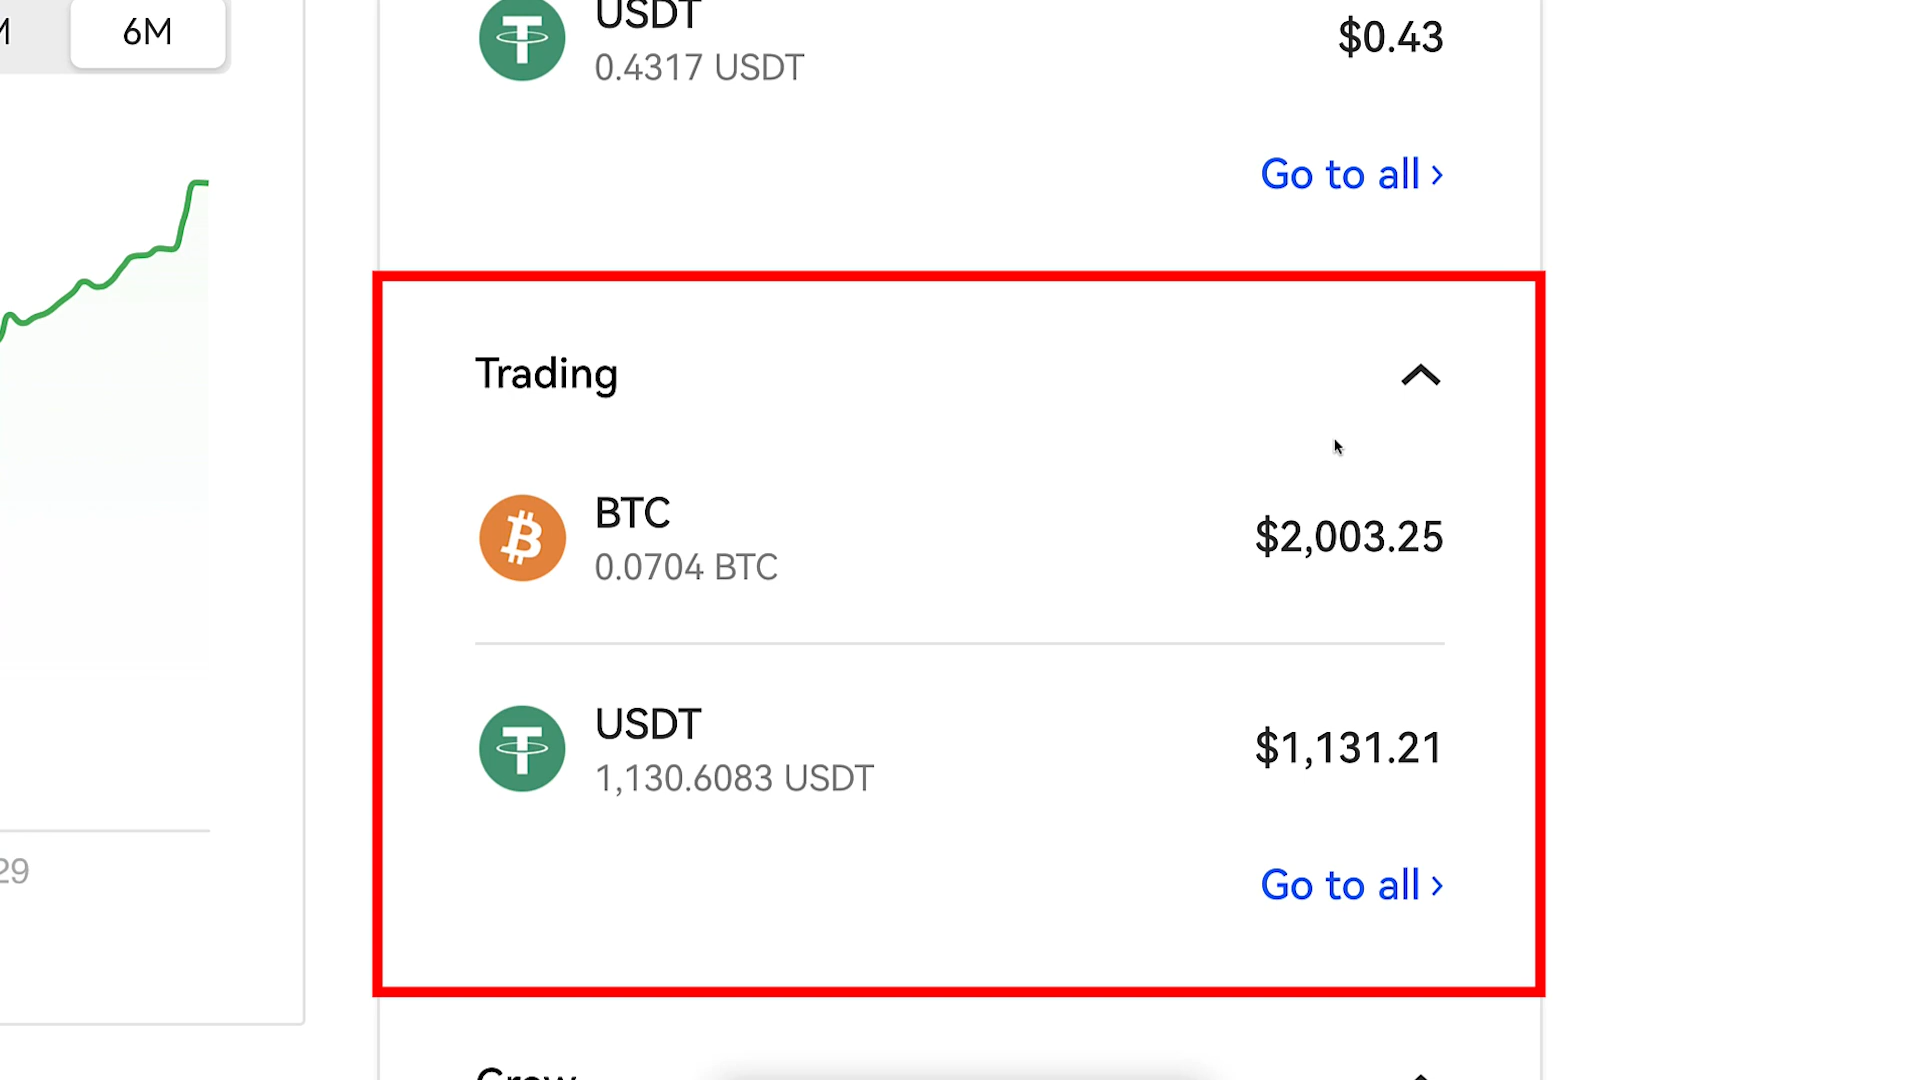 6M
USDT
0.4317 USDT
$0.43
Go to all
Trading
BTC
0.0704 BTC
$2,003.25
USDT
1,130.6083 USDT
$1,131.21
Go to all
29